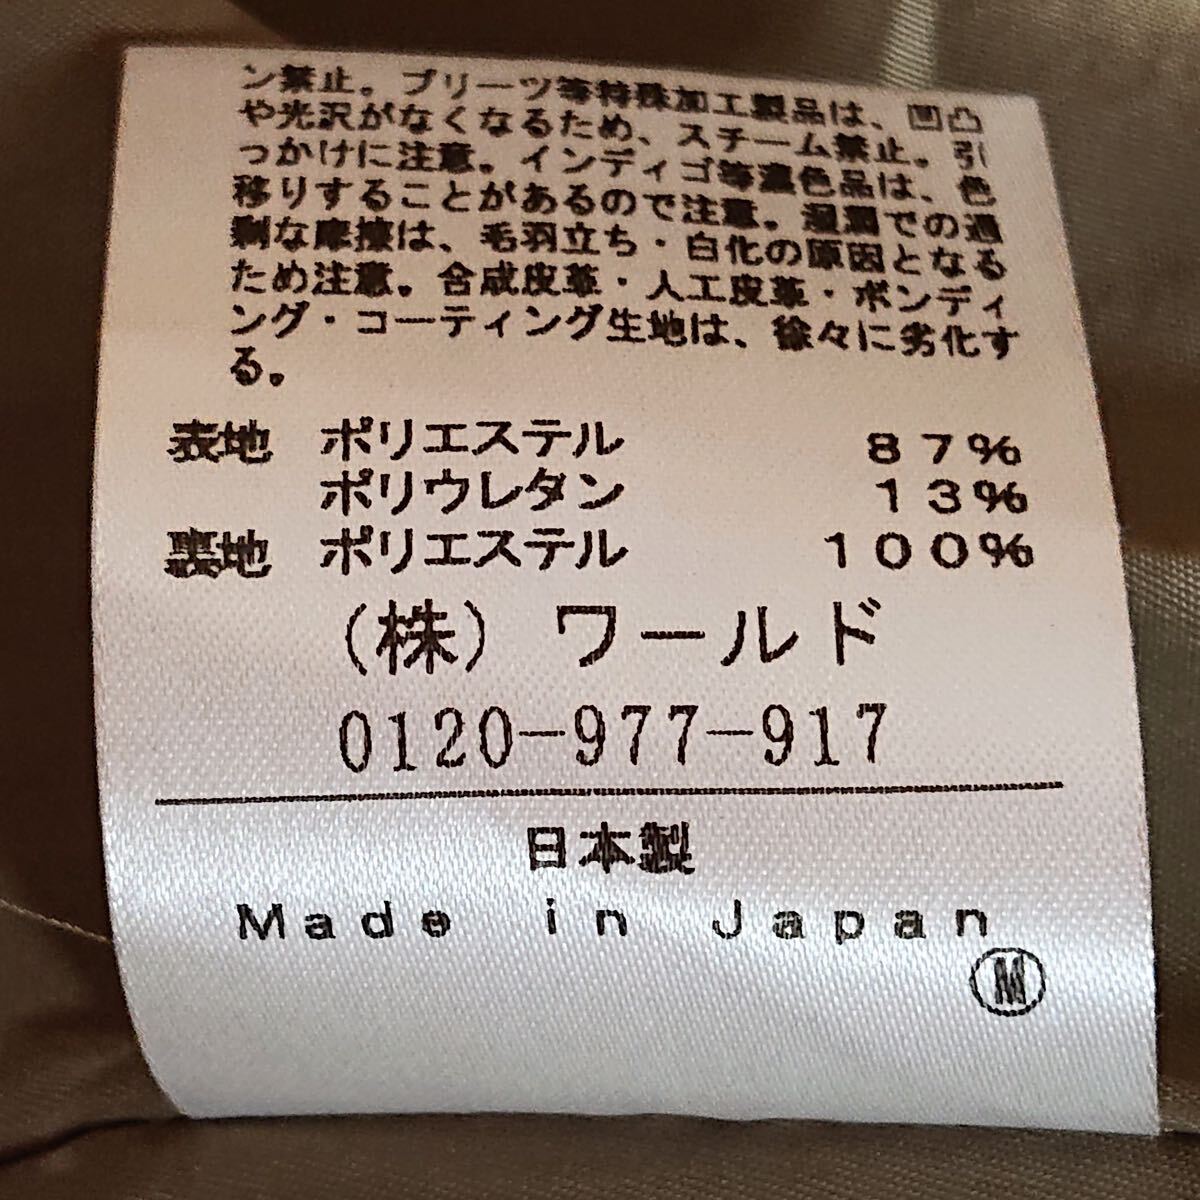 ン禁止。プリーツ等特殊加工製品は、凹凸
や光沢がなくなるため、スチーム禁止。引
っかけに注意。インディゴ等濃色品は、色
移りすることがあるので注意。湿潤での過
剰な摩擦は、毛羽立ち・白化の原因となる
ため注意。合成皮革・人工皮革・ボンディ
ング・コーティング生地は、徐々に劣化す
る。
表地 ポリエステル 87%
ポリウレタン 13%
裏地 ポリエステル 100%
(株) ワールド
0120-977-917
日本製
Made in Japan
Ⓜ